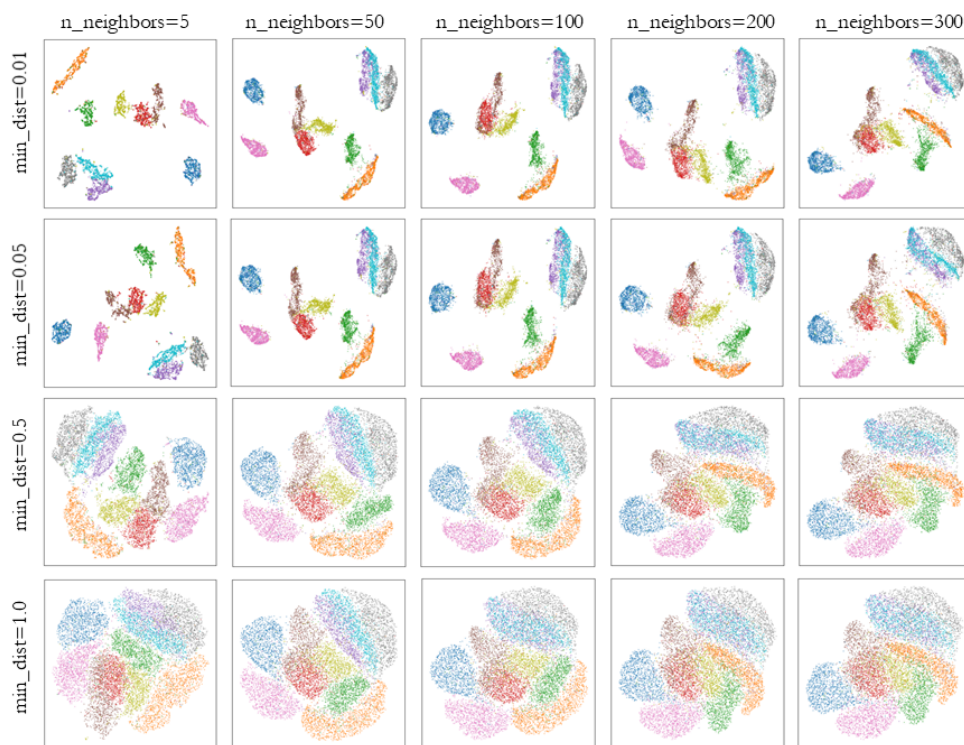 n_neighbors=5
n_neighbors=50
n_neighbors=100
n_neighbors=200
n_neighbors=300
min_dist=0.01
min_dist=0.05
min_dist=0.5
min_dist=1.0